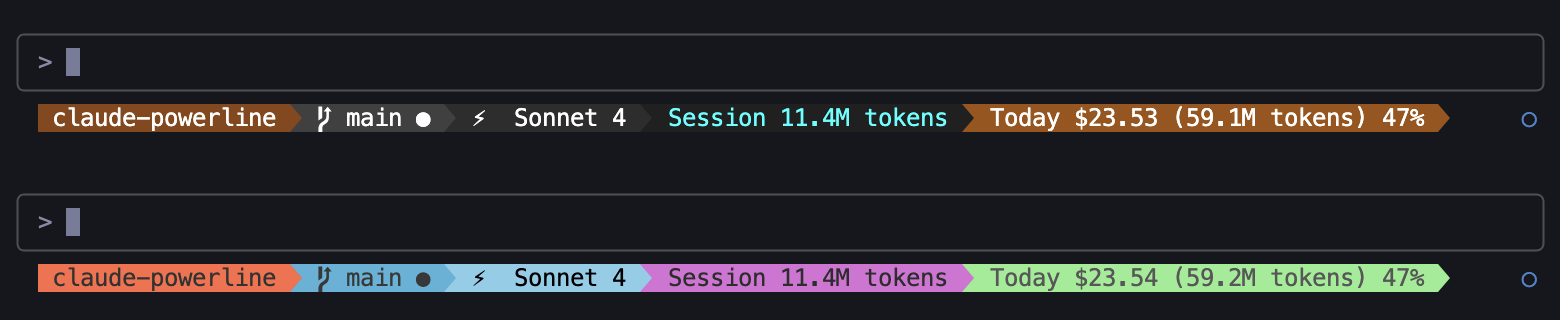 >
claude-powerline main ● ⚡ Sonnet 4 Session 11.4M tokens Today $23.53 (59.1M tokens) 47%
>
claude-powerline main ● ⚡ Sonnet 4 Session 11.4M tokens Today $23.54 (59.2M tokens) 47%